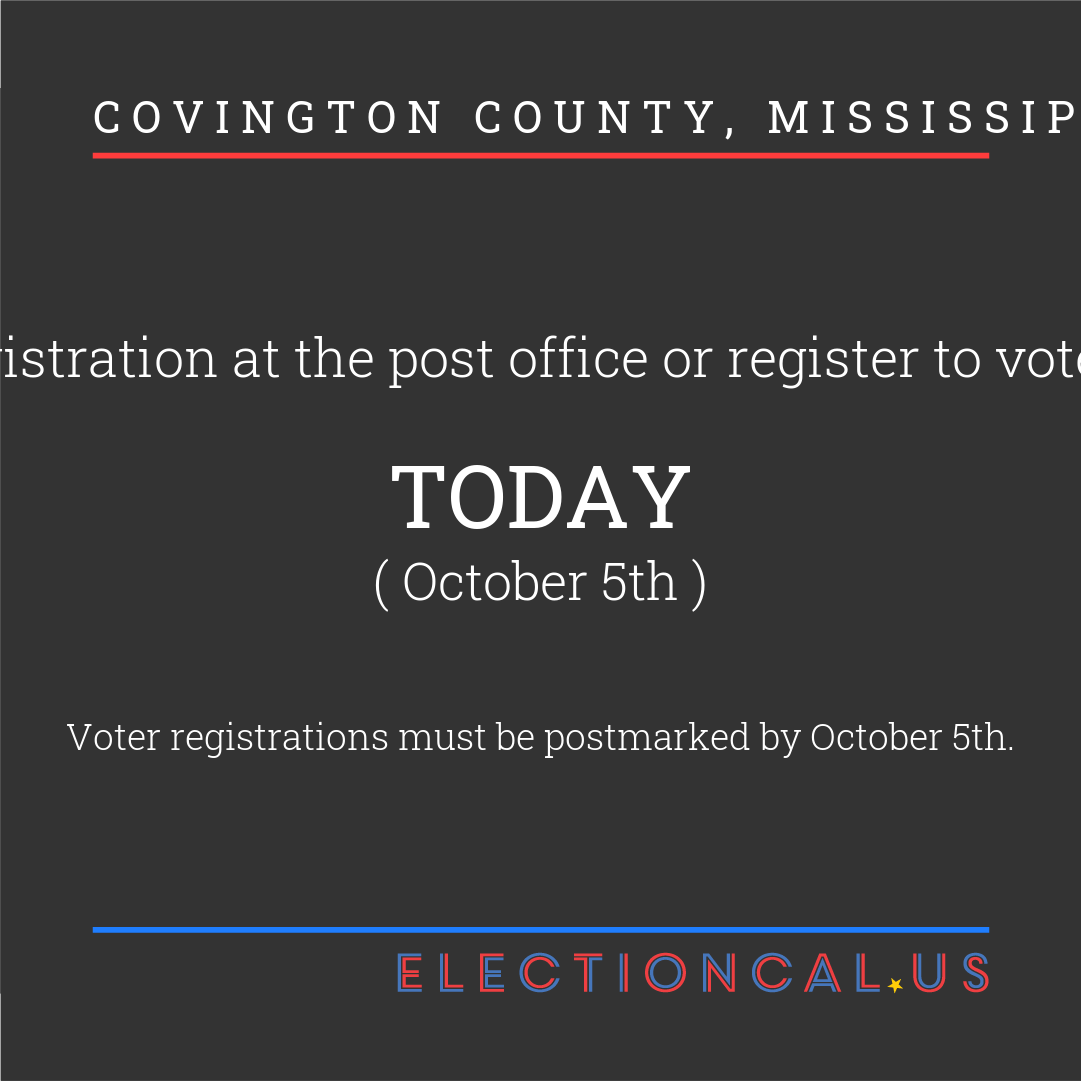 COVINGTON COUNTY, MISSISSIP
istration at the post office or register to vote
TODAY
( October 5th )
Voter registrations must be postmarked by October 5th.
ELECTIONCAL.US